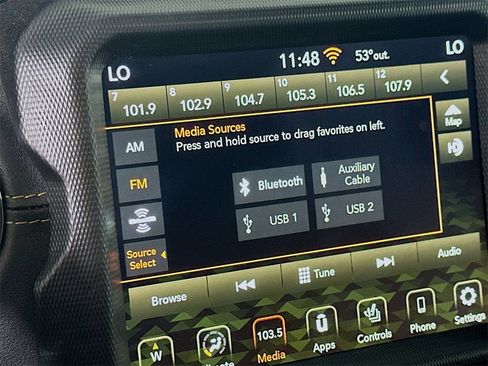 LO
11:48
53°out.
LO
7
101.9
8
102.9
9
104.7
10
105.3
11
106.5
12
107.9
Media Sources
Press and hold source to drag favorites on left.
AM
FM
Source
Select
Bluetooth
Auxiliary
Cable
USB 1
USB 2
Map
Browse
Tune
Audio
W
103.5
Media
Apps
Controls
Phone
Settings